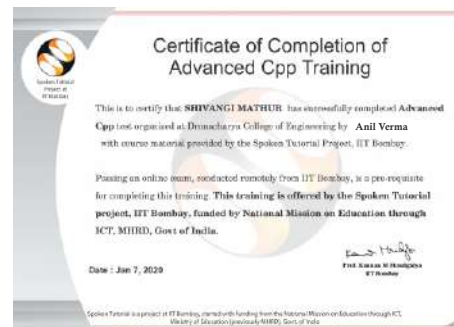 Spoken Tutorial
Project at
IIT Bombay
Certificate of Completion of
Advanced Cpp Training
This is to certify that SHIVANGI MATHUR has successfully completed Advanced
Cpp test organized at Dronacharya College of Engineering by Anil Verma
with course material provided by the Spoken Tutorial Project, IIT Bombay.
Passing an online exam, conducted remotely from IIT Bombay, is a pre-requisite
for completing this training. This training is offered by the Spoken Tutorial
project, IIT Bombay, funded by National Mission on Education through
ICT, MHRD, Govt of India.
Date : Jan 7, 2020
Prof. Kannan M Moudgalya
IIT Bombay
Spoken Tutorial is a project at IIT Bombay, started with funding from the National Mission on Education through ICT,
Ministry of Education (previously MHRD), Govt. of India